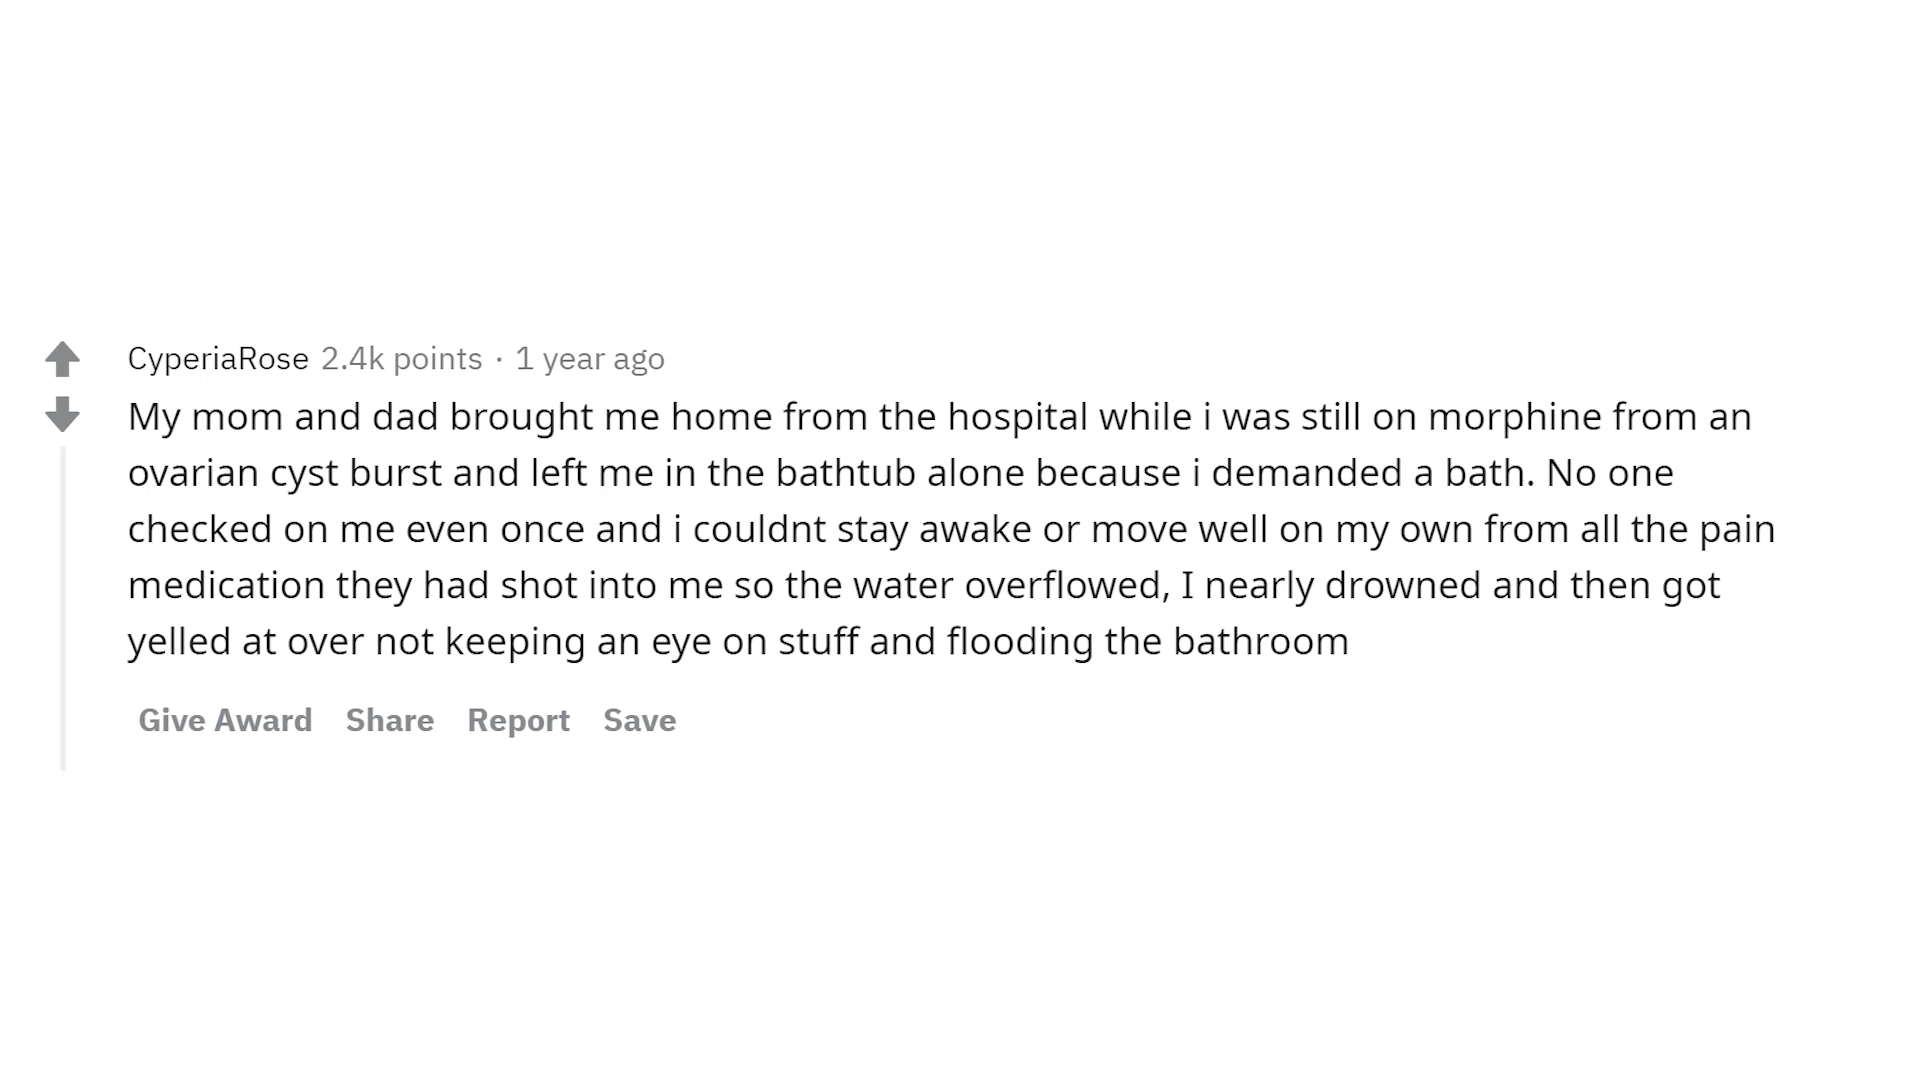 CyperiaRose 2.4k points · 1 year ago
My mom and dad brought me home from the hospital while i was still on morphine from an
ovarian cyst burst and left me in the bathtub alone because i demanded a bath. No one
checked on me even once and i couldnt stay awake or move well on my own from all the pain
medication they had shot into me so the water overflowed, I nearly drowned and then got
yelled at over not keeping an eye on stuff and flooding the bathroom
Give Award Share Report Save